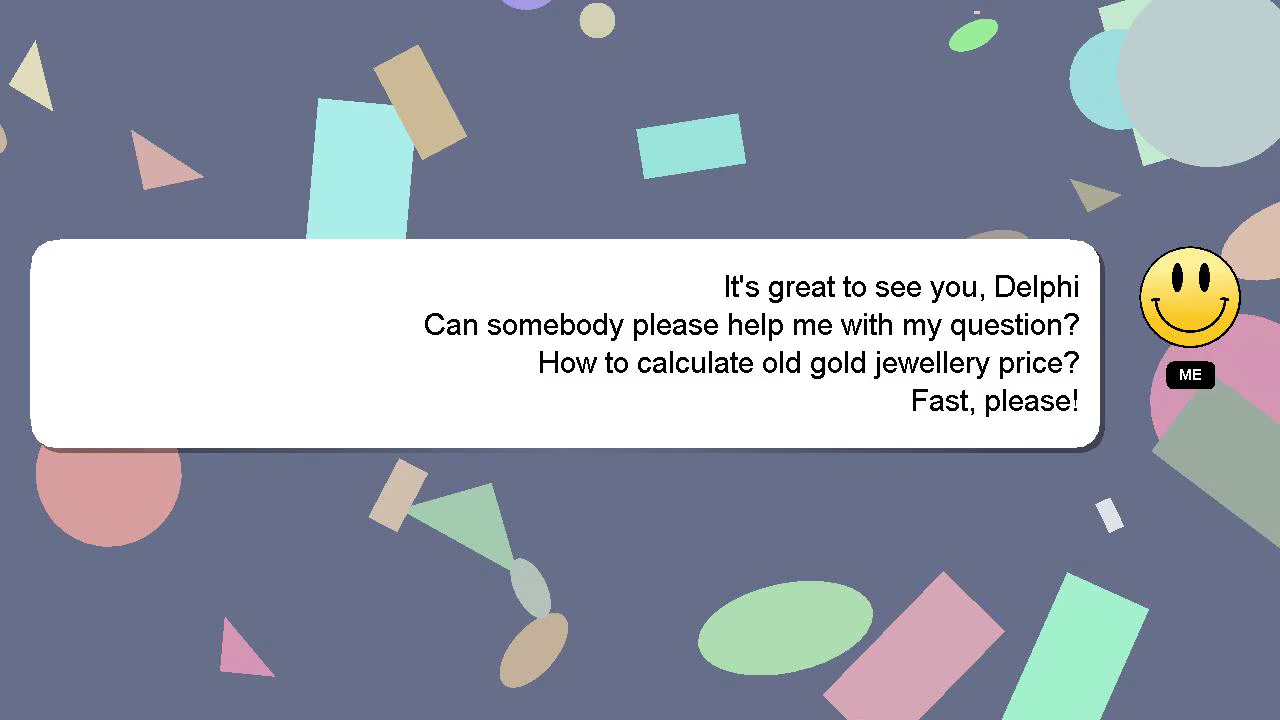 It's great to see you, Delphi
Can somebody please help me with my question?
How to calculate old gold jewellery price?
Fast, please!
ME